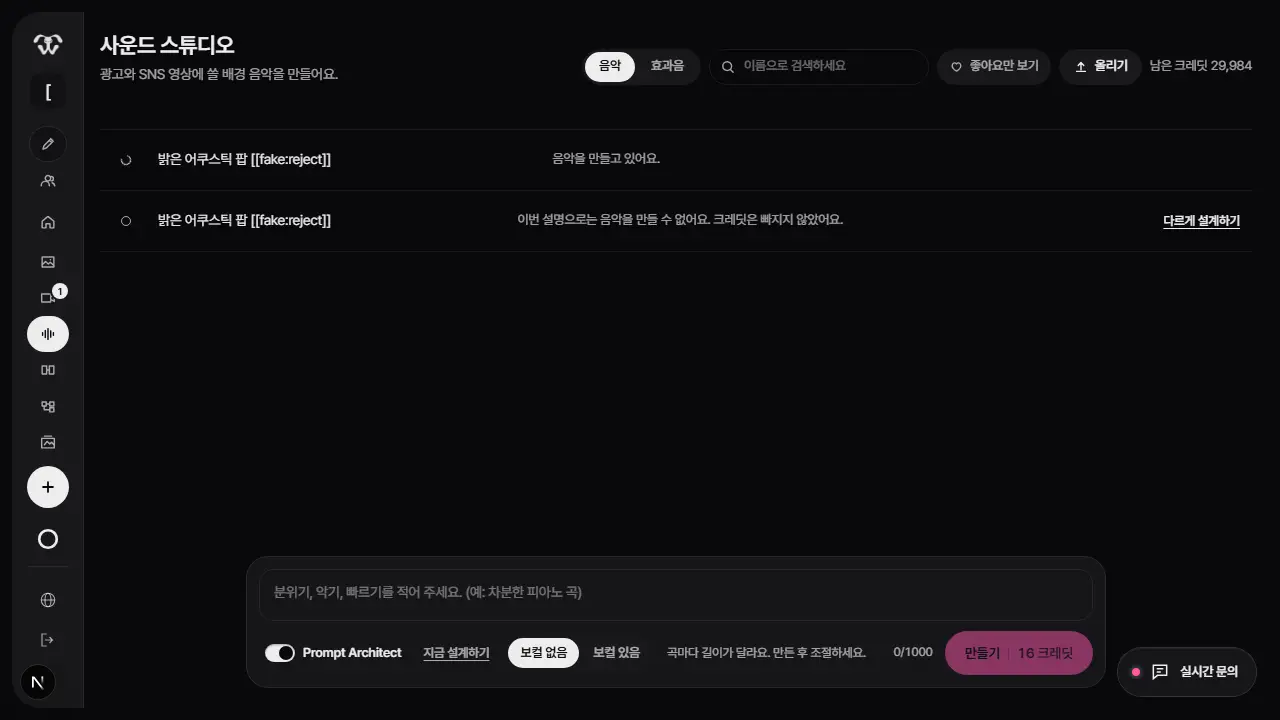 사운드 스튜디오
광고와 SNS 영상에 쓸 배경 음악을 만들어요.
음악
효과음
이름으로 검색하세요
좋아요만 보기
올리기
남은 크레딧 29,984
[
밝은 어쿠스틱 팝 [[fake:reject]]
음악을 만들고 있어요.
밝은 어쿠스틱 팝 [[fake:reject]]
이번 설명으로는 음악을 만들 수 없어요. 크레딧은 빠지지 않았어요.
다르게 설계하기
1
분위기, 악기, 빠르기를 적어 주세요. (예: 차분한 피아노 곡)
Prompt Architect
지금 설계하기
보컬 없음
보컬 있음
곡마다 길이가 달라요. 만든 후 조절하세요.
0/1000
만들기
16 크레딧
실시간 문의
N